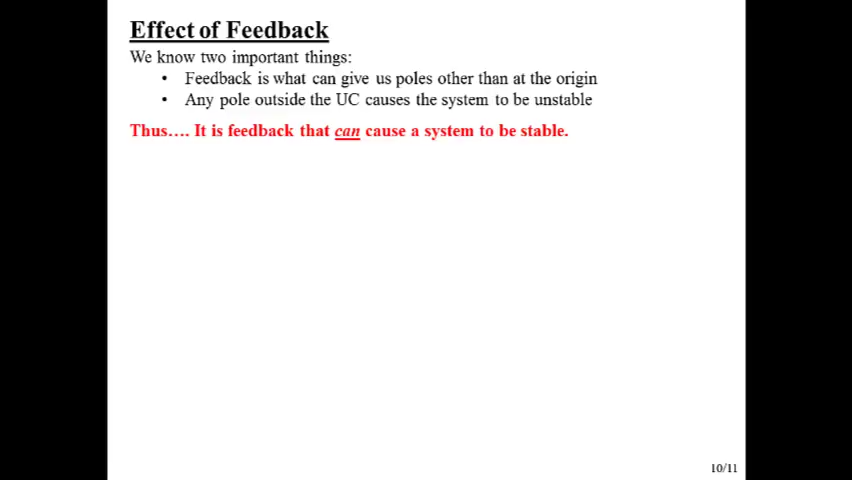 Effect of Feedback
We know two important things:
• Feedback is what can give us poles other than at the origin
• Any pole outside the UC causes the system to be unstable
Thus…. It is feedback that can cause a system to be stable.
10/11